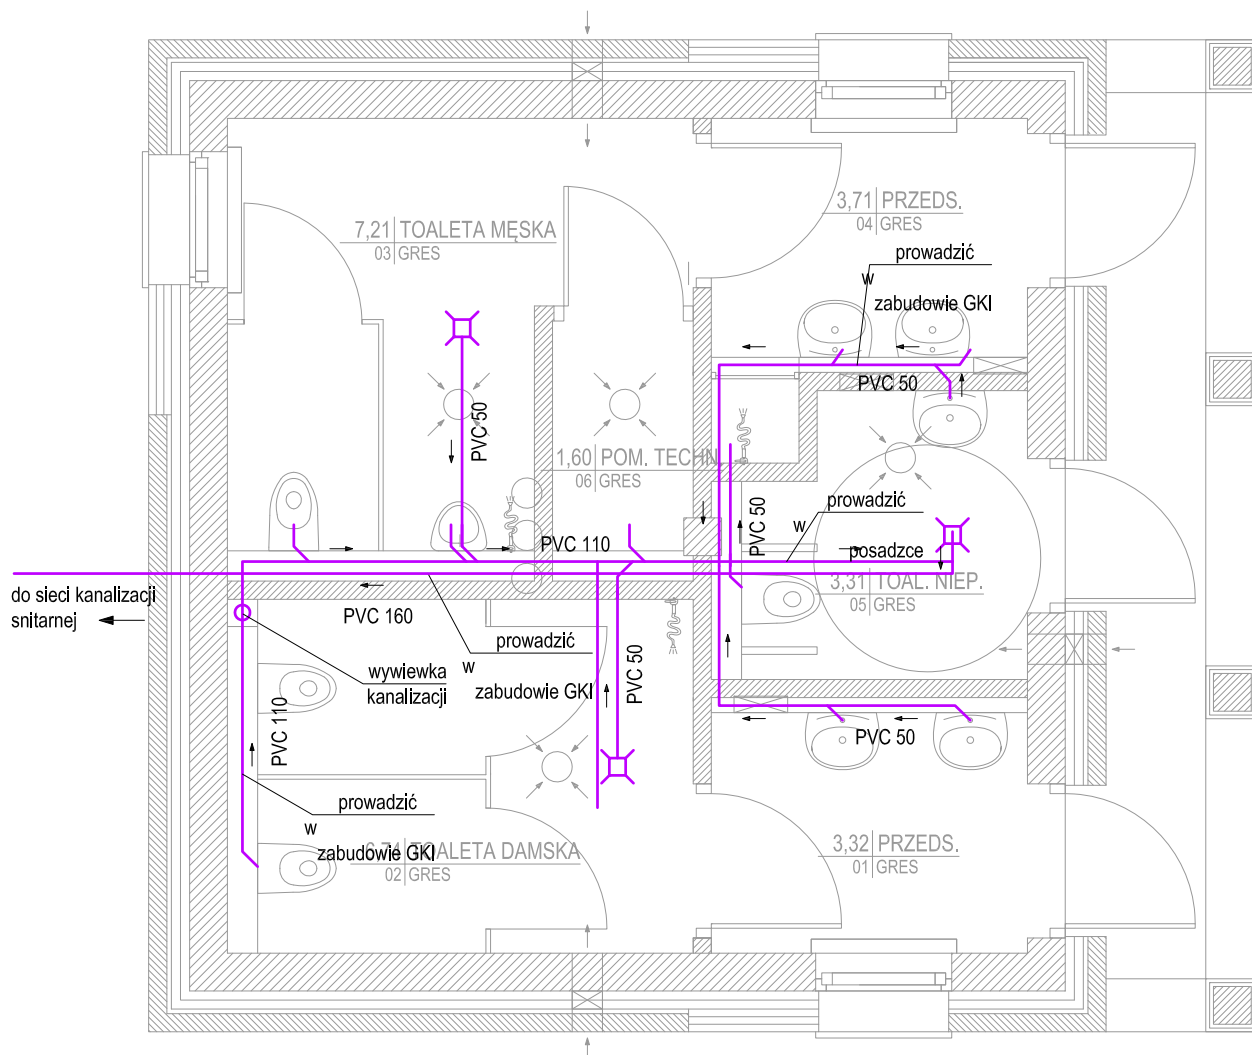 7,21 TOALETA MĘSKA
03 GRES
3,71 PRZEDS.
04 GRES
prowadzić
w
zabudowie GKI
PVC 50
PVC 50
1,60 POM. TECHN.
06 GRES
prowadzić
w
posadzce
PVC 50
PVC 110
3,31 TOAL. NIEP.
05 GRES
do sieci kanalizacji
snitarnej
PVC 160
prowadzić
w
zabudowie GKI
wywiewka
kanalizacji
PVC 50
PVC 110
PVC 50
prowadzić
w
zabudowie GKI
TOALETA DAMSKA
02 GRES
3,32 PRZEDS.
01 GRES